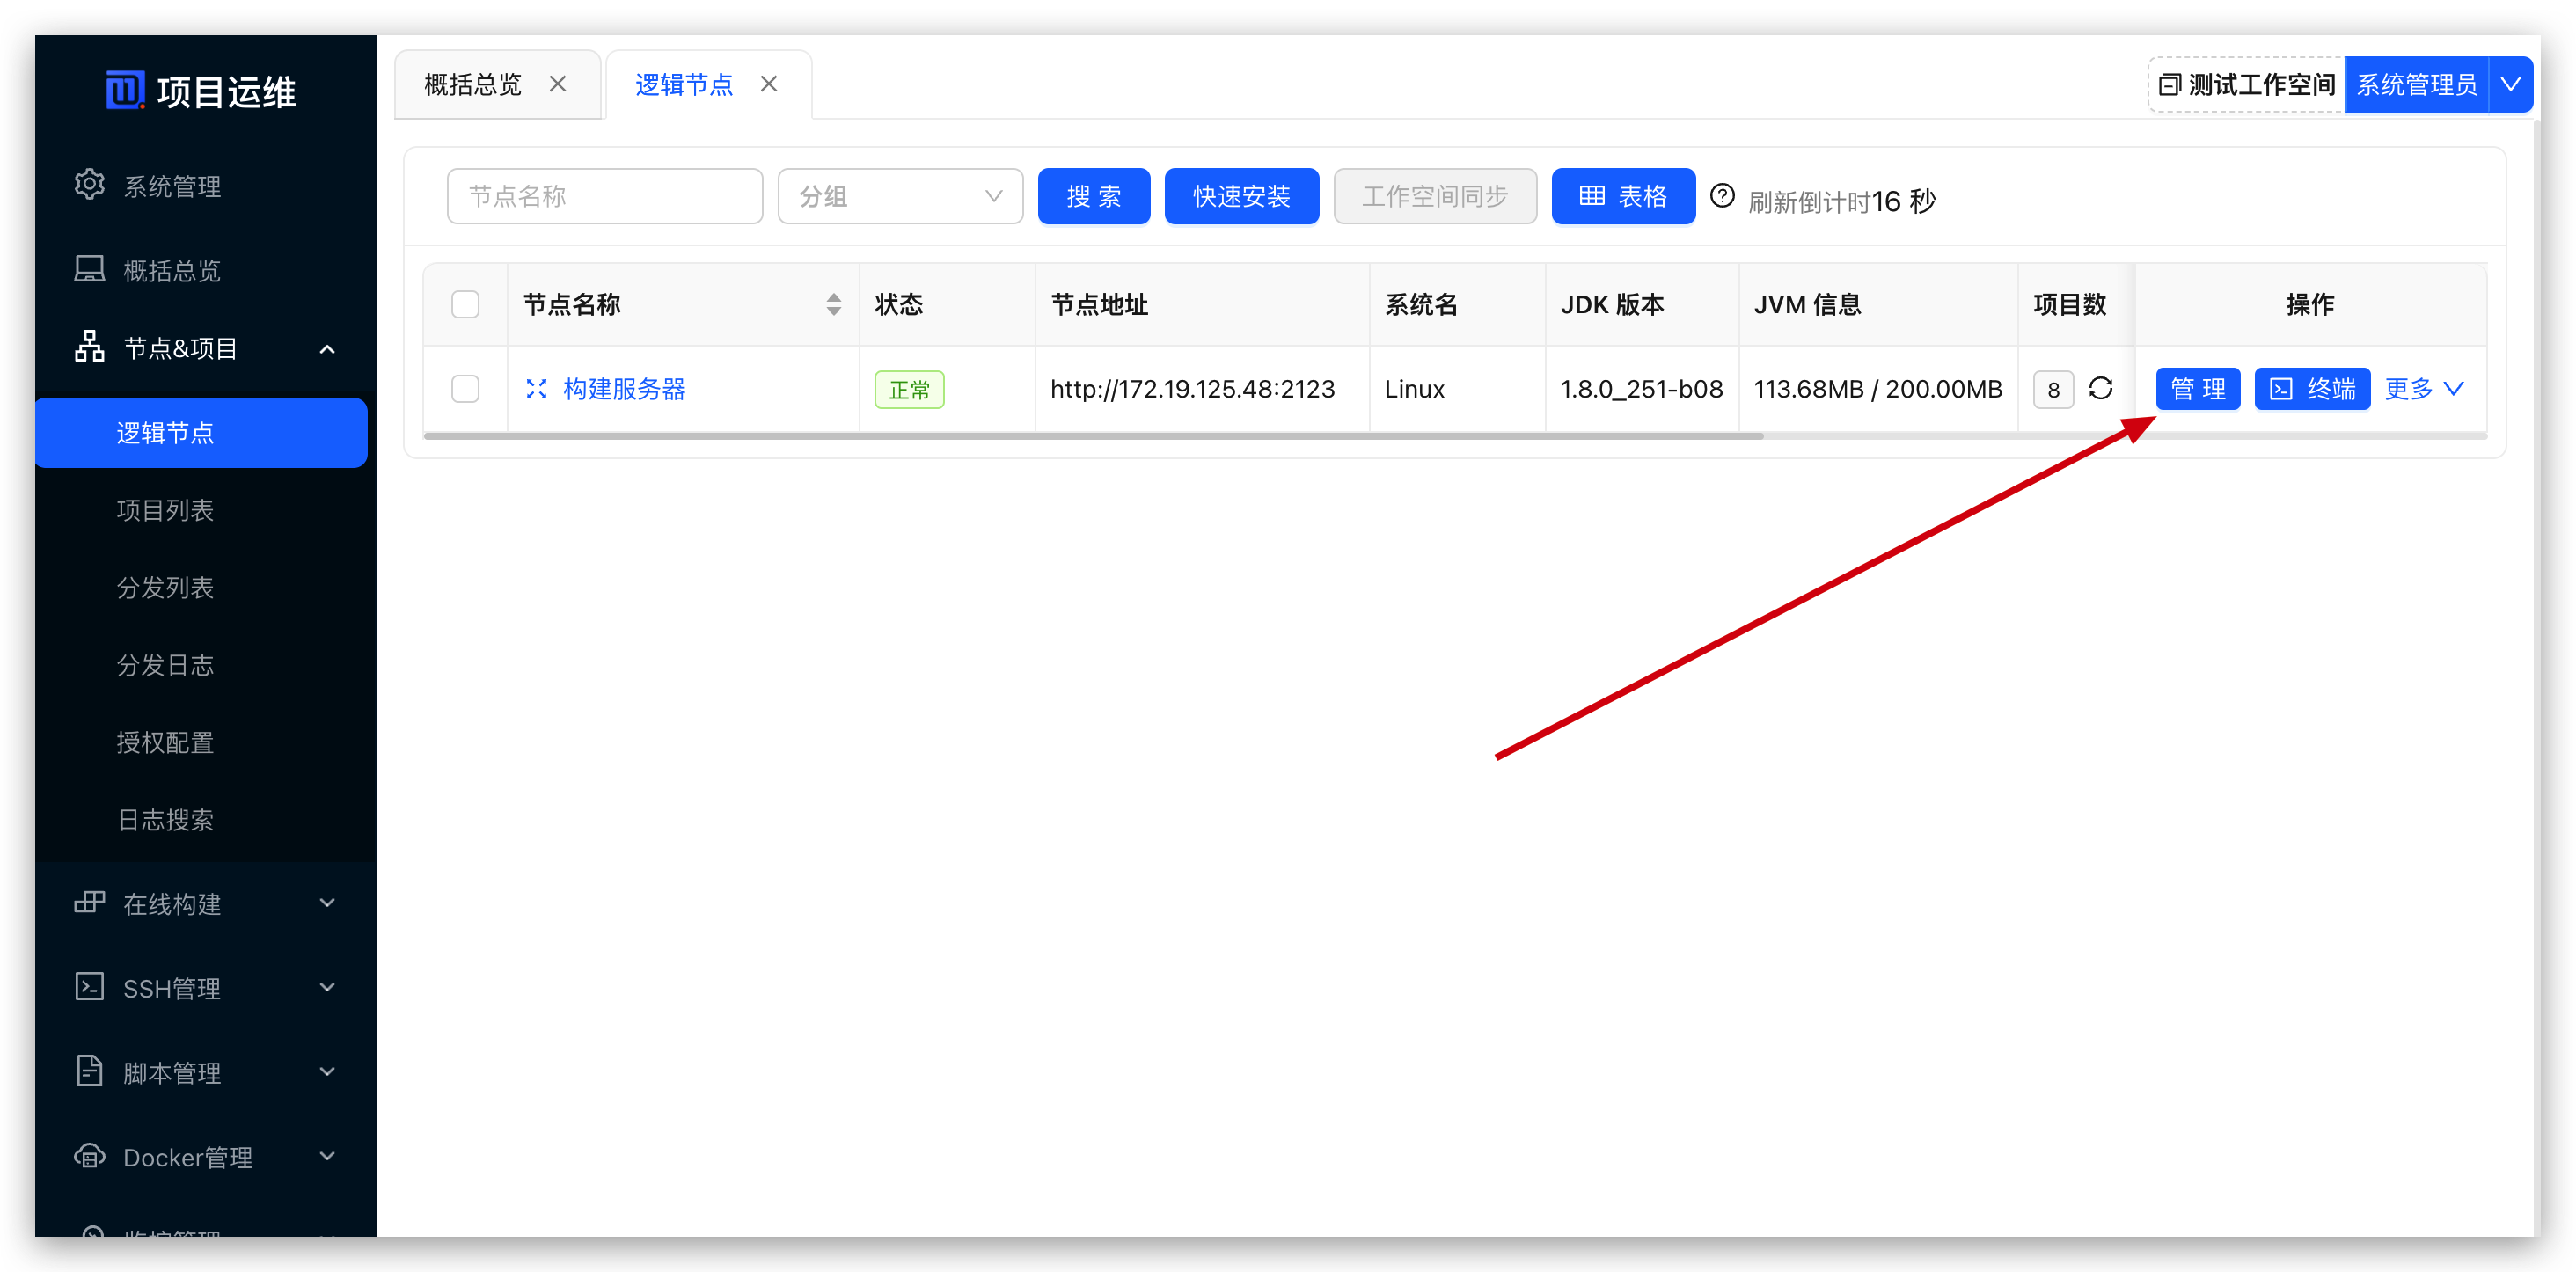 项目运维
系统管理
概括总览
节点&项目
逻辑节点
项目列表
分发列表
分发日志
授权配置
日志搜索
在线构建
SSH管理
脚本管理
Docker管理
监控管理
概括总览
逻辑节点
测试工作空间 系统管理员
节点名称 分组 搜 索 快速安装 工作空间同步 表格 刷新倒计时16 秒
节点名称 状态 节点地址 系统名 JDK 版本 JVM 信息 项目数 操作
构建服务器 正常 http://172.19.125.48:2123 Linux 1.8.0_251-b08 113.68MB / 200.00MB 8 管 理 终端 更多